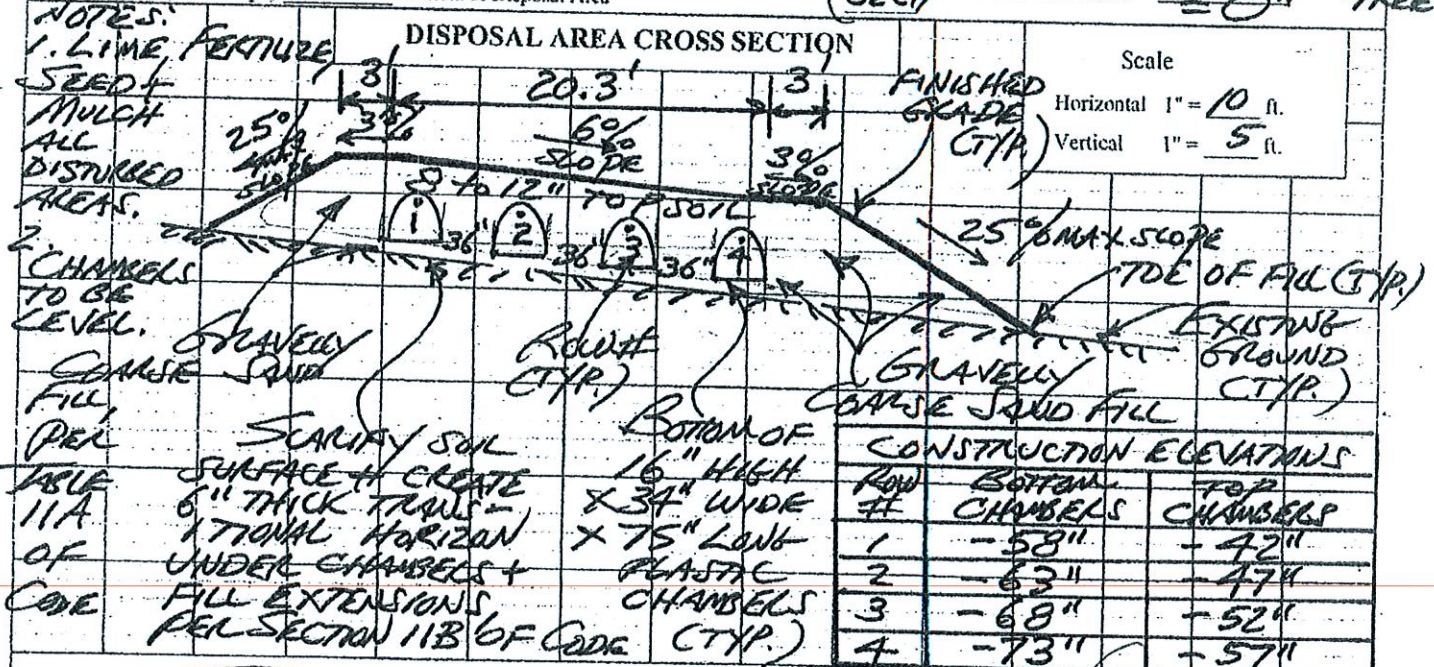 NOTES:
1. LIME, FERTILIZE,
SEED +
MULCH
ALL
DISTURBED
AREAS.
2.
CHAMBERS
TO BE
LEVEL.
DISPOSAL AREA CROSS SECTION
TREE
Scale
Horizontal 1" = 10 ft.
Vertical 1" = 5 ft.
3' 20.3' 3'
FINISHED
GRADE
(TYP.)
25%
MAX
SLOPE
3%
6%
SLOPE
3%
SLOPE
8 to 12" TOPSOIL
1 36" 2 36" 3 36" 4
25% MAX SLOPE
TOE OF FILL (TYP.)
EXISTING
GROUND
(TYP.)
GRAVELLY
COARSE SAND
FILL
PER
TABLE
11A
OF
CODE
ROW #
(TYP.)
GRAVELLY
COARSE SAND FILL
SCARIFY SOIL
SURFACE + CREATE
6" THICK TRANS-
ITIONAL HORIZON
UNDER CHAMBERS +
FILL EXTENSIONS
PER SECTION 11B OF CODE
BOTTOM OF
16" HIGH
X 34" WIDE
X 75" LONG
PLASTIC
CHAMBERS
(TYP.)
CONSTRUCTION ELEVATIONS
ROW # BOTTOM CHAMBERS TOP CHAMBERS
1 -58" -42"
2 -63" -47"
3 -68" -52"
4 -73" -57"